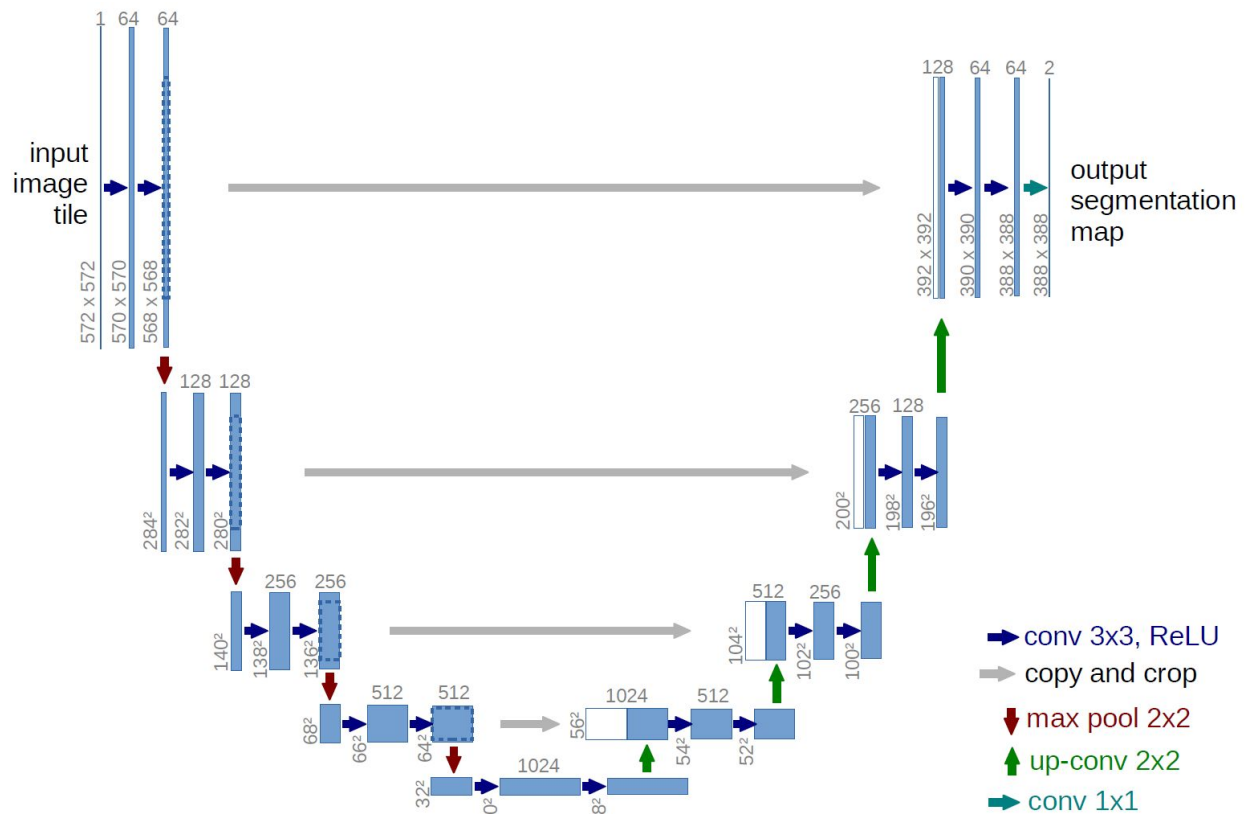 1 64 64
128 64 64 2
input
image
tile
output
segmentation
map
572 x 572
570 x 570
568 x 568
392 x 392
390 x 390
388 x 388
388 x 388
128 128
256 128
284²
282²
280²
200²
198²
196²
256 256
512 256
140²
138²
136²
104²
102²
100²
512 512
1024 512
68²
66²
64²
56²
54²
52²
1024
32²
0²
8²
conv 3x3, ReLU
copy and crop
max pool 2x2
up-conv 2x2
conv 1x1